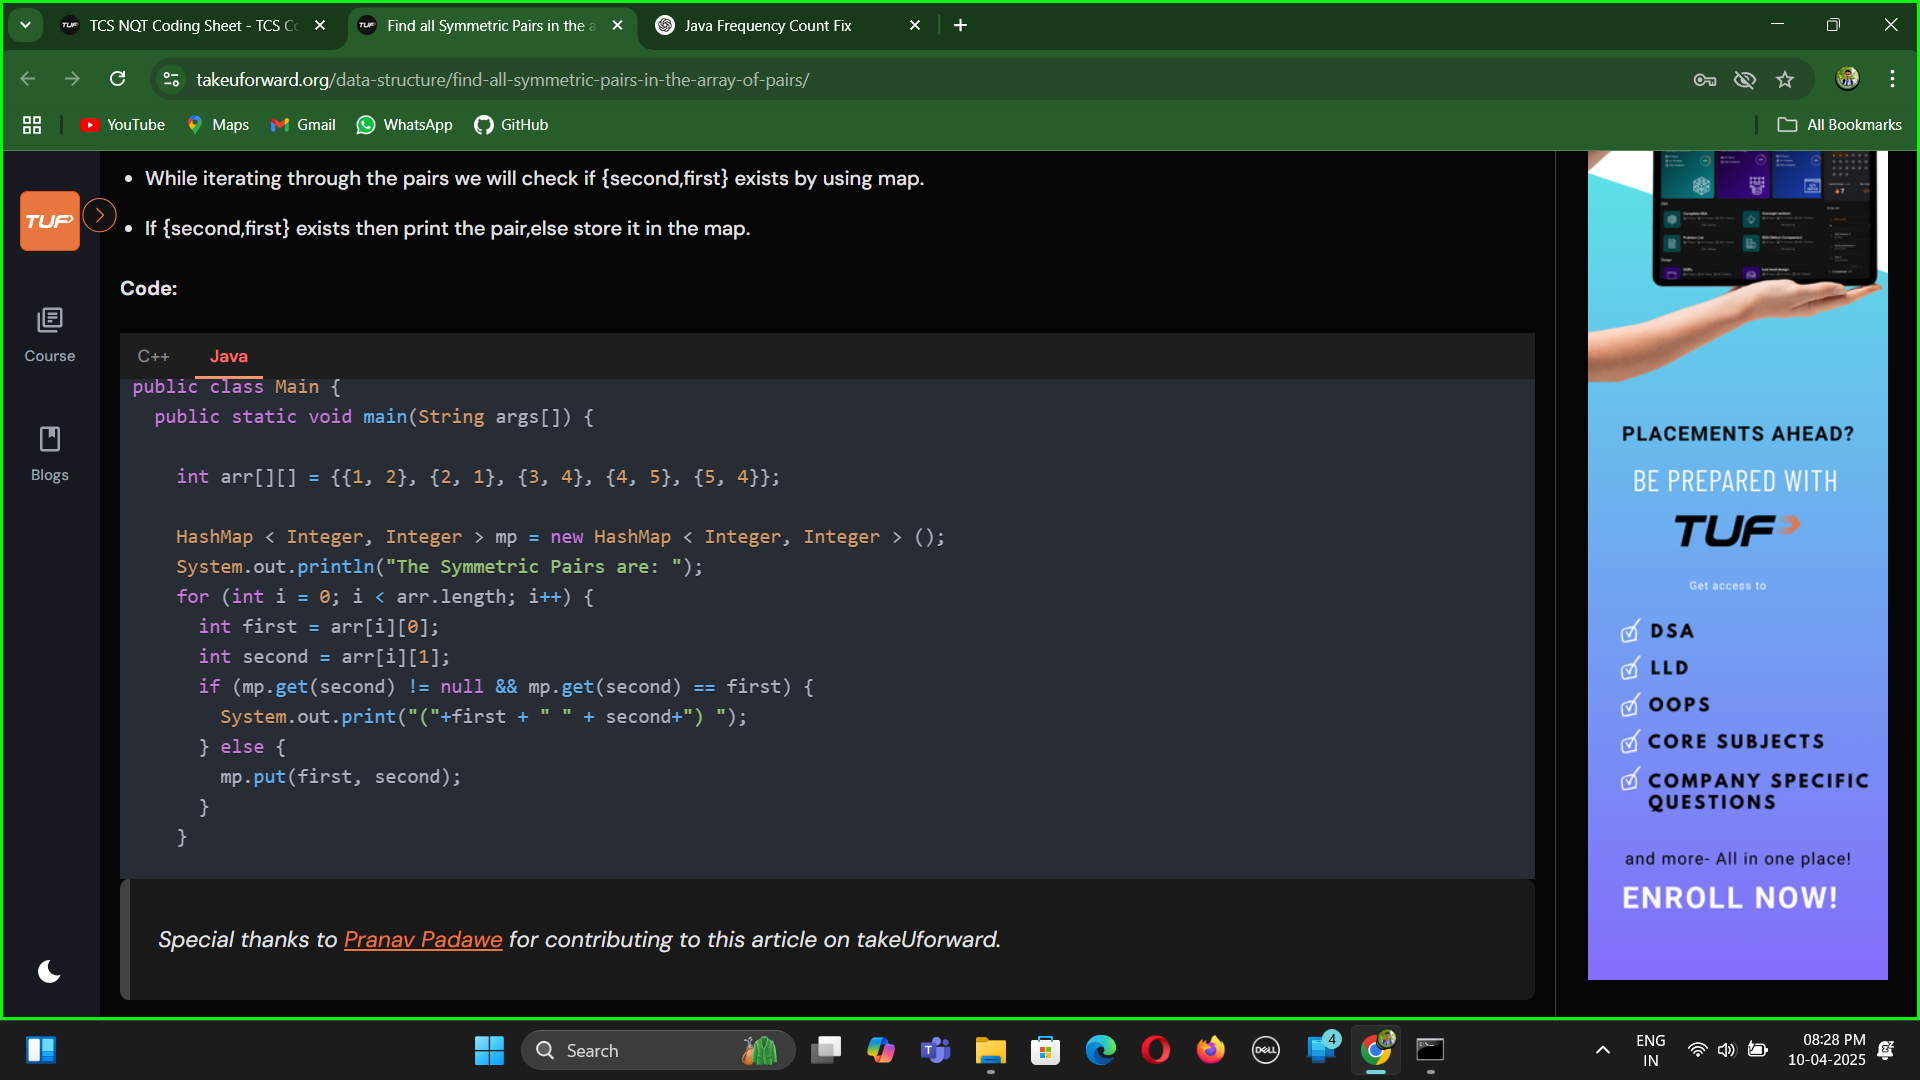 TCS NQT Coding Sheet - TCS Co
Find all Symmetric Pairs in the a
Java Frequency Count Fix
takeuforward.org/data-structure/find-all-symmetric-pairs-in-the-array-of-pairs/
YouTube
Maps
Gmail
WhatsApp
GitHub
All Bookmarks
TUF
Course
Blogs
• While iterating through the pairs we will check if {second,first} exists by using map.
• If {second,first} exists then print the pair,else store it in the map.
Code:
C++
Java
public class Main {
public static void main(String args[]) {
int arr[][] = {{1, 2}, {2, 1}, {3, 4}, {4, 5}, {5, 4}};
HashMap < Integer, Integer > mp = new HashMap < Integer, Integer > ();
System.out.println("The Symmetric Pairs are: ");
for (int i = 0; i < arr.length; i++) {
int first = arr[i][0];
int second = arr[i][1];
if (mp.get(second) != null && mp.get(second) == first) {
System.out.print("("+first + " " + second+") ");
} else {
mp.put(first, second);
}
}
Special thanks to Pranav Padawe for contributing to this article on takeUforward.
PLACEMENTS AHEAD?
BE PREPARED WITH
TUF
Get access to
DSA
LLD
OOPS
CORE SUBJECTS
COMPANY SPECIFIC
QUESTIONS
and more- All in one place!
ENROLL NOW!
Search
DELL
4
ENG
IN
08:28 PM
10-04-2025